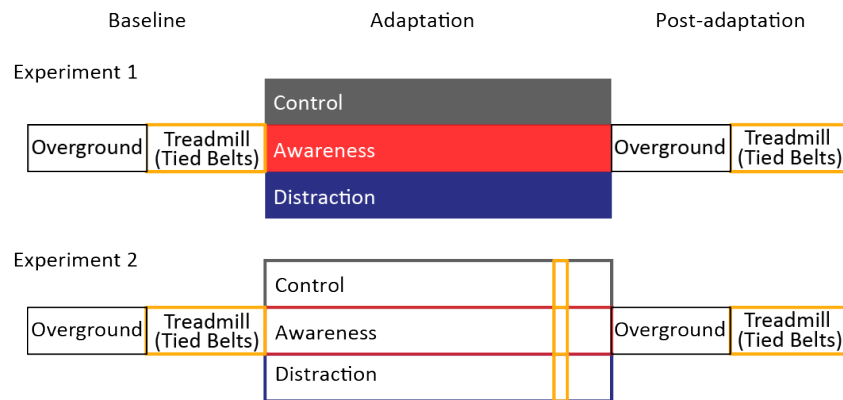 Baseline Adaptation Post-adaptation
Experiment 1
Control
Overground Treadmill (Tied Belts) Awareness Overground Treadmill (Tied Belts)
Distraction
Experiment 2
Control
Overground Treadmill (Tied Belts) Awareness Overground Treadmill (Tied Belts)
Distraction